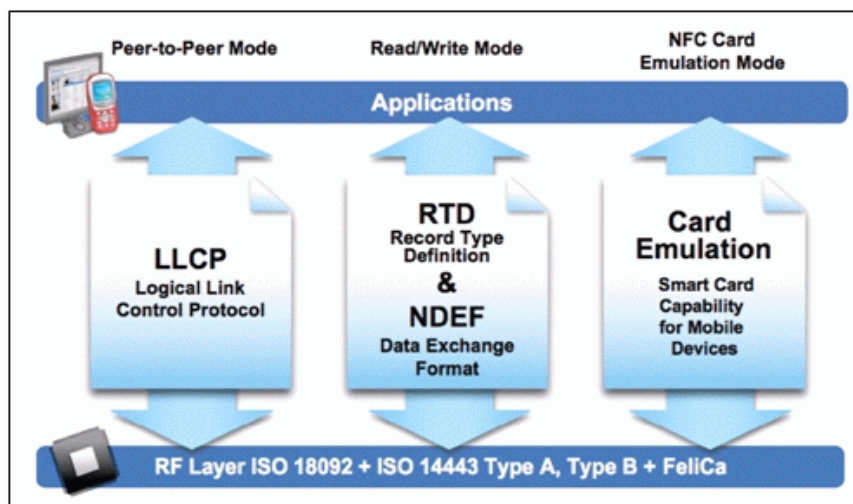 Peer-to-Peer Mode
Read/Write Mode
NFC Card
Emulation Mode
Applications
LLCP
Logical Link
Control Protocol
RTD
Record Type
Definition
&
NDEF
Data Exchange
Format
Card
Emulation
Smart Card
Capability
for Mobile
Devices
RF Layer ISO 18092 + ISO 14443 Type A, Type B + FeliCa